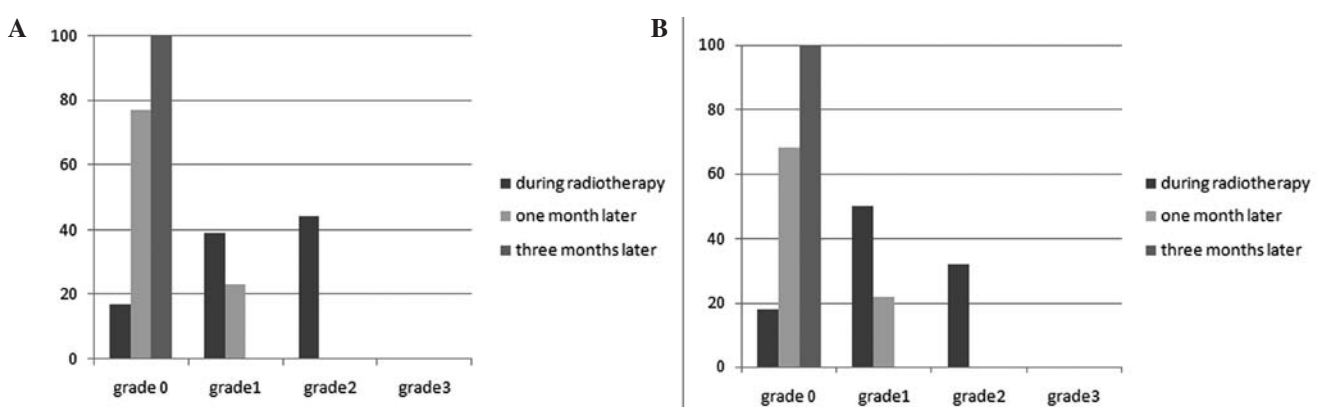 A
100
80
60
40
20
0
grade 0 grade1 grade2 grade3
during radiotherapy
one month later
three months later
B
100
80
60
40
20
0
grade 0 grade1 grade2 grade3
during radiotherapy
one month later
three months later